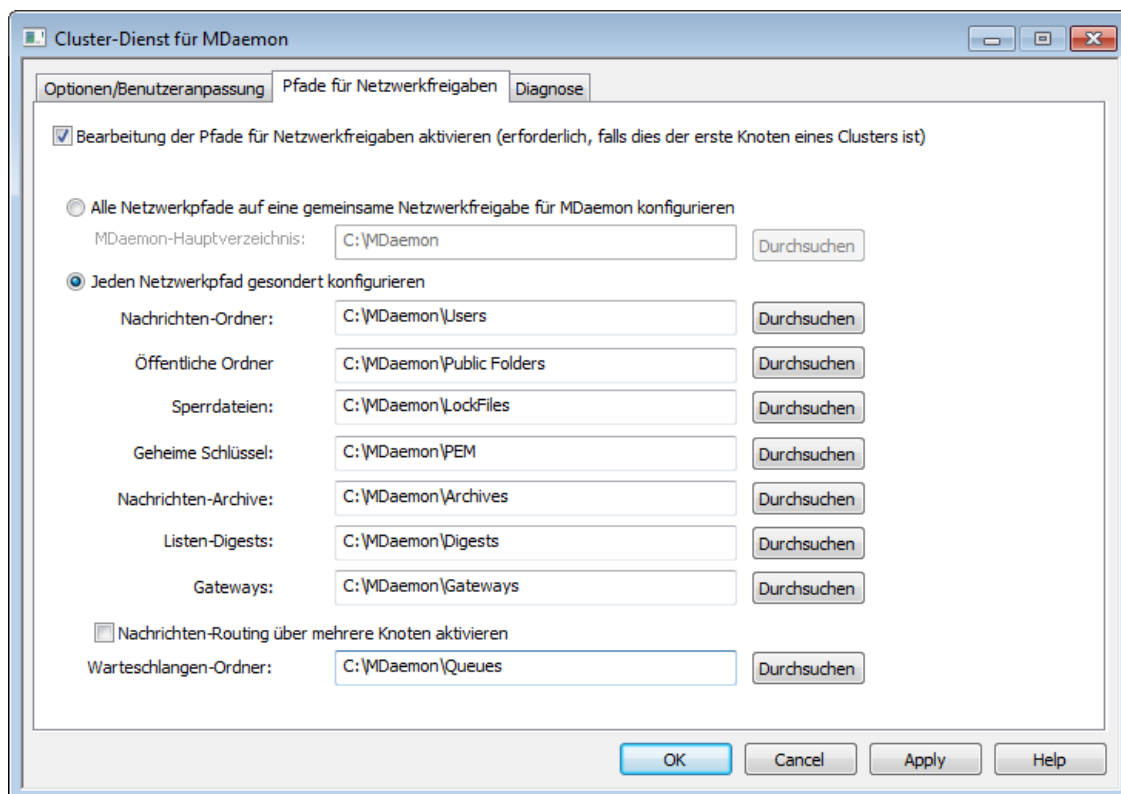 Cluster-Dienst für MDaemon
Optionen/Benutzeranpassung Pfade für Netzwerkfreigaben Diagnose
Bearbeitung der Pfade für Netzwerkfreigaben aktivieren (erforderlich, falls dies der erste Knoten eines Clusters ist)
Alle Netzwerkpfade auf eine gemeinsame Netzwerkfreigabe für MDaemon konfigurieren
MDaemon-Hauptverzeichnis: C:\MDaemon Durchsuchen
Jeden Netzwerkpfad gesondert konfigurieren
Nachrichten-Ordner: C:\MDaemon\Users Durchsuchen
Öffentliche Ordner C:\MDaemon\Public Folders Durchsuchen
Sperrdateien: C:\MDaemon\LockFiles Durchsuchen
Geheime Schlüssel: C:\MDaemon\PEM Durchsuchen
Nachrichten-Archive: C:\MDaemon\Archives Durchsuchen
Listen-Digests: C:\MDaemon\Digests Durchsuchen
Gateways: C:\MDaemon\Gateways Durchsuchen
Nachrichten-Routing über mehrere Knoten aktivieren
Warteschlangen-Ordner: C:\MDaemon\Queues Durchsuchen
OK Cancel Apply Help